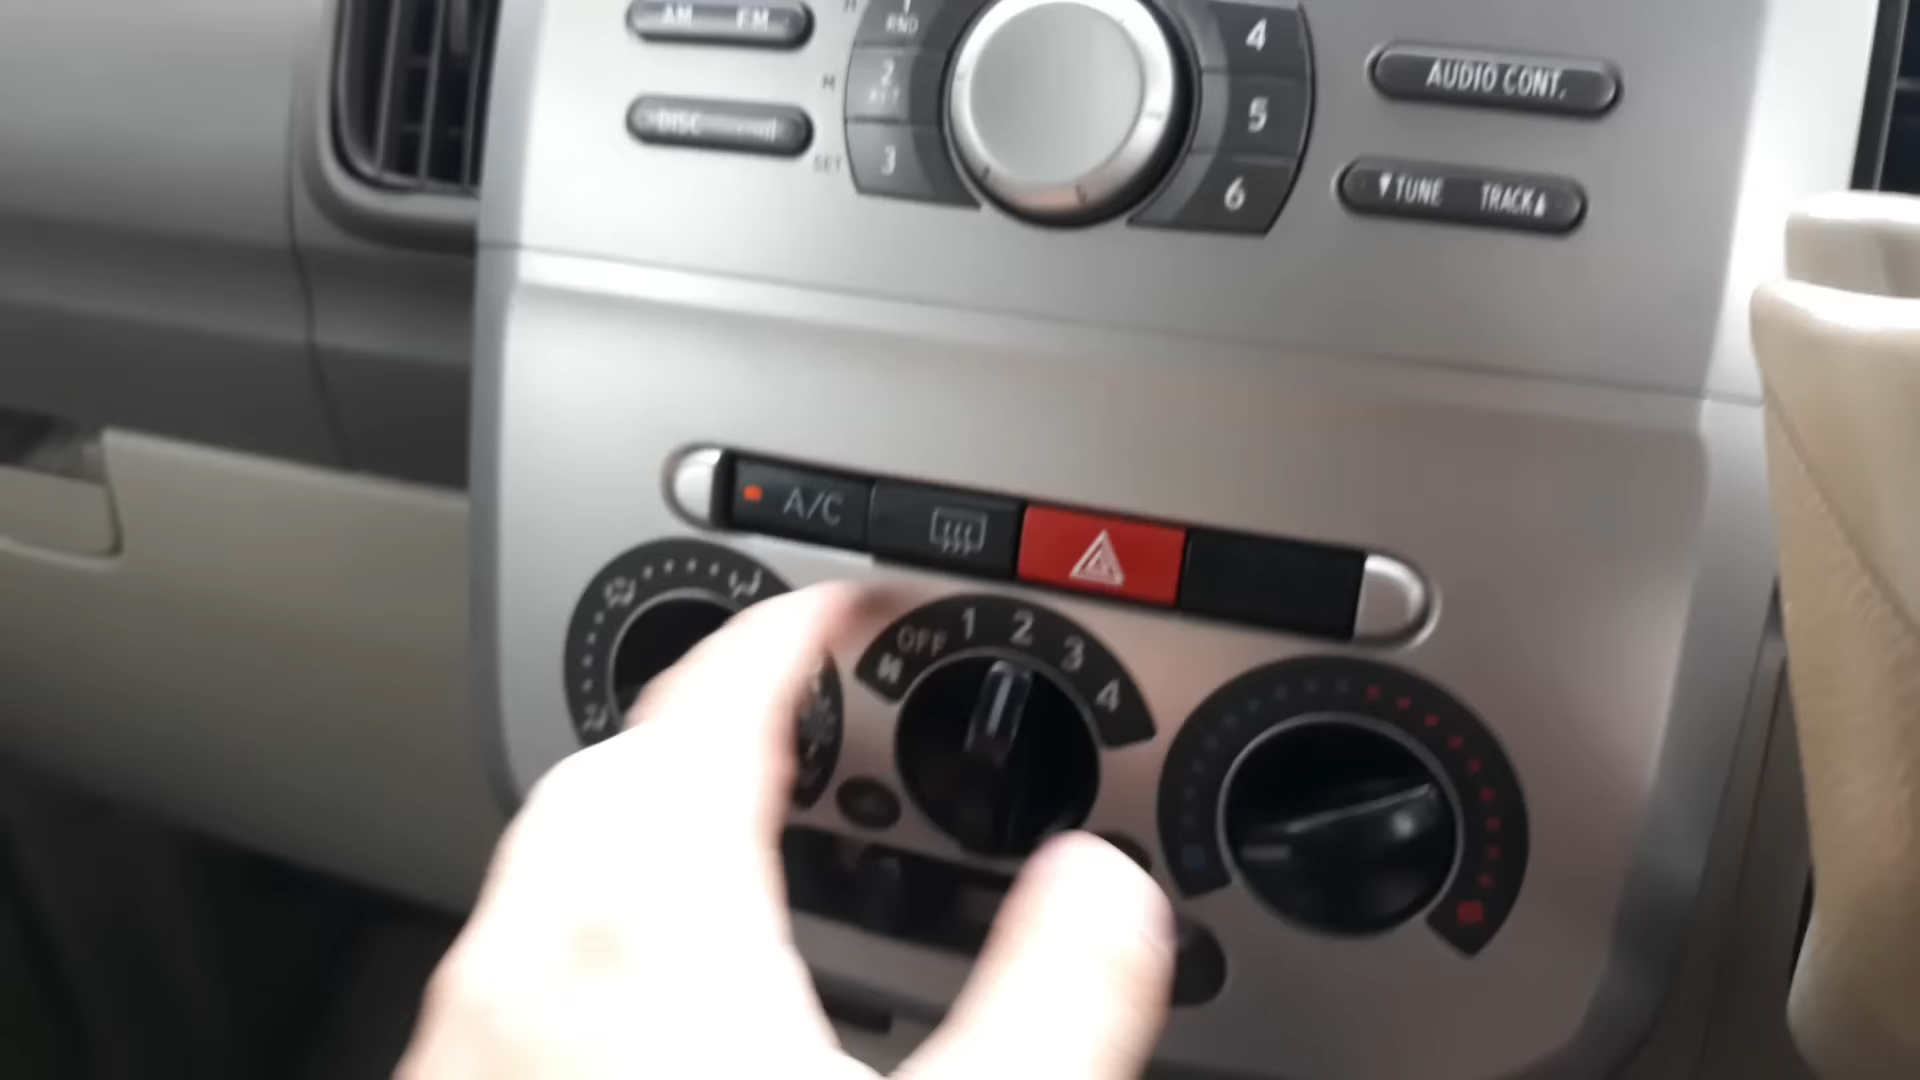 AM FM
1
RND
2
RPT
3
DISC
SET
4
5
6
AUDIO CONT.
▼TUNE TRACK▲
A/C
OFF 1 2 3 4